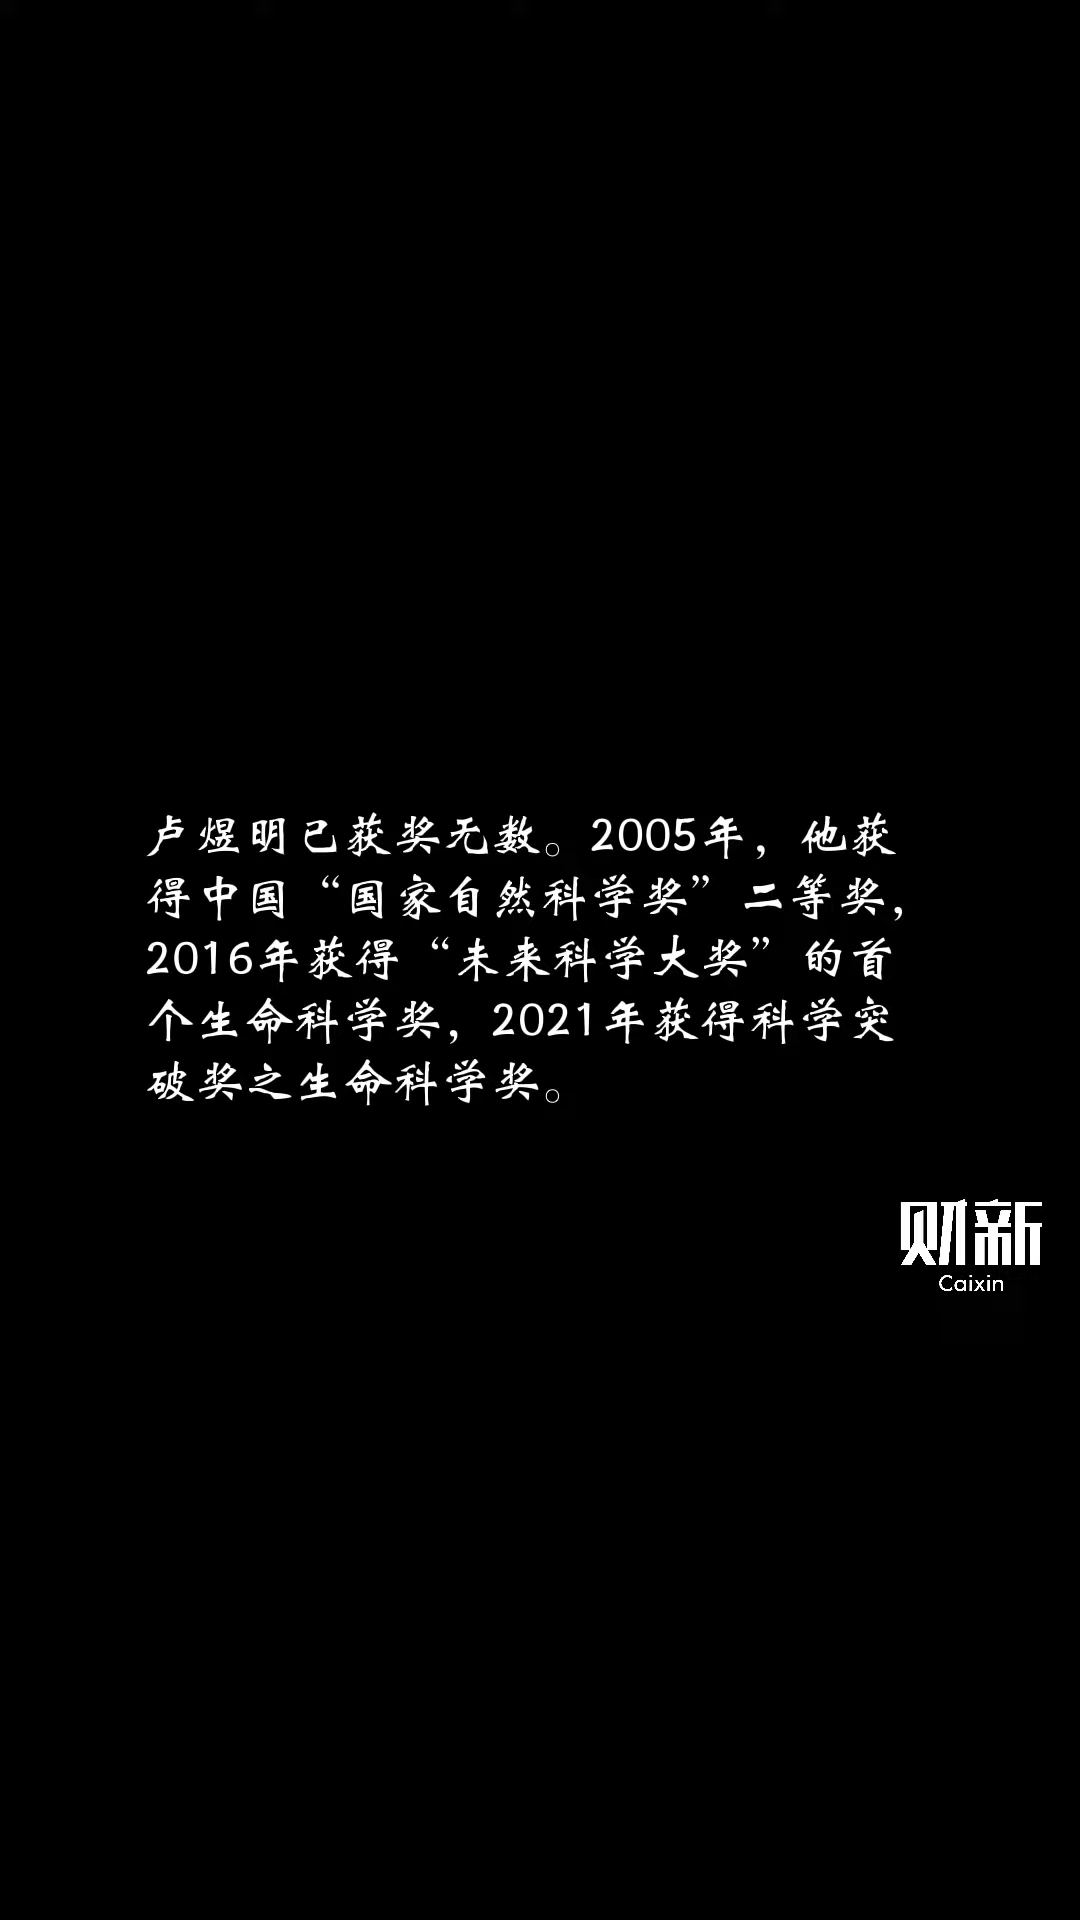 卢煜明已获奖无数。2005年，他获
得中国“国家自然科学奖”二等奖，
2016年获得“未来科学大奖”的首
个生命科学奖，2021年获得科学突
破奖之生命科学奖。
财新
Caixin